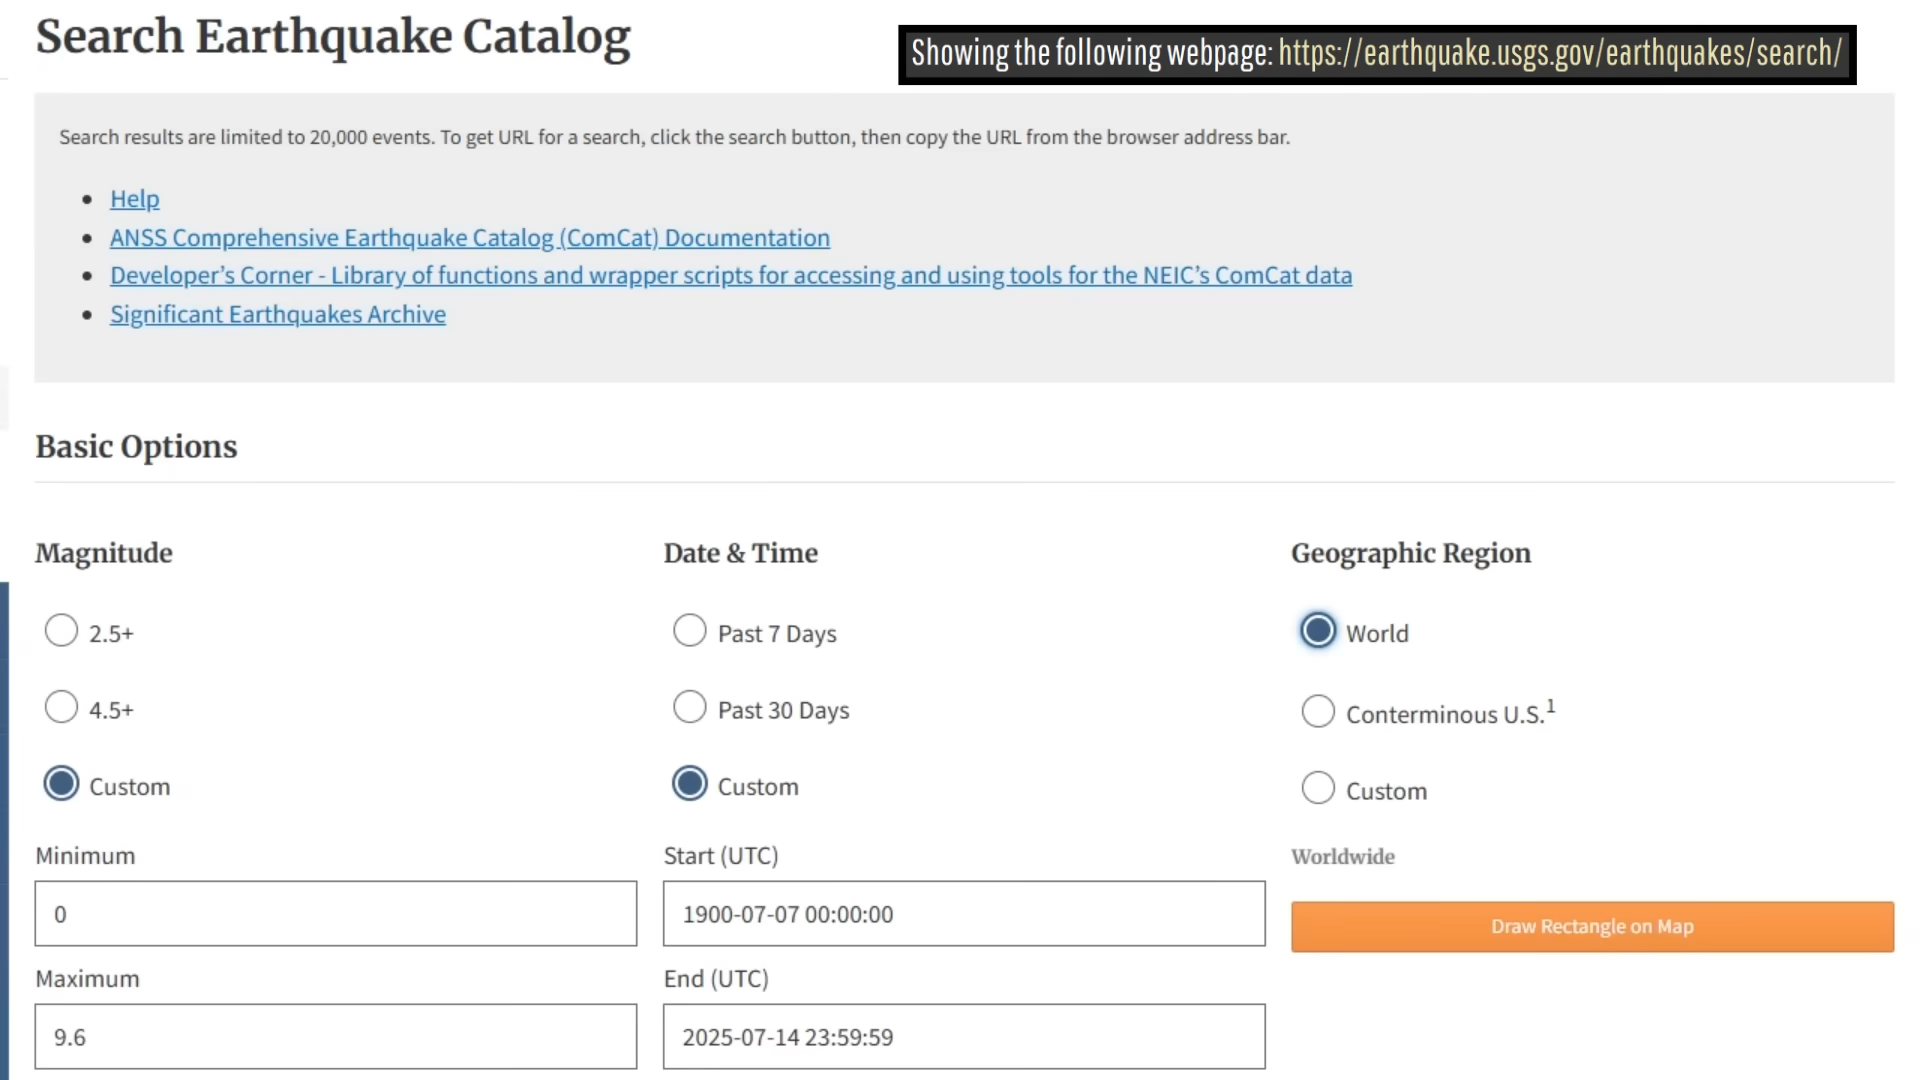 Search Earthquake Catalog
Showing the following webpage: https://earthquake.usgs.gov/earthquakes/search/
Search results are limited to 20,000 events. To get URL for a search, click the search button, then copy the URL from the browser address bar.
Help
ANSS Comprehensive Earthquake Catalog (ComCat) Documentation
Developer’s Corner - Library of functions and wrapper scripts for accessing and using tools for the NEIC’s ComCat data
Significant Earthquakes Archive
Basic Options
Magnitude
2.5+
4.5+
Custom
Minimum
0
Maximum
9.6
Date & Time
Past 7 Days
Past 30 Days
Custom
Start (UTC)
1900-07-07 00:00:00
End (UTC)
2025-07-14 23:59:59
Geographic Region
World
Conterminous U.S.1
Custom
Worldwide
Draw Rectangle on Map